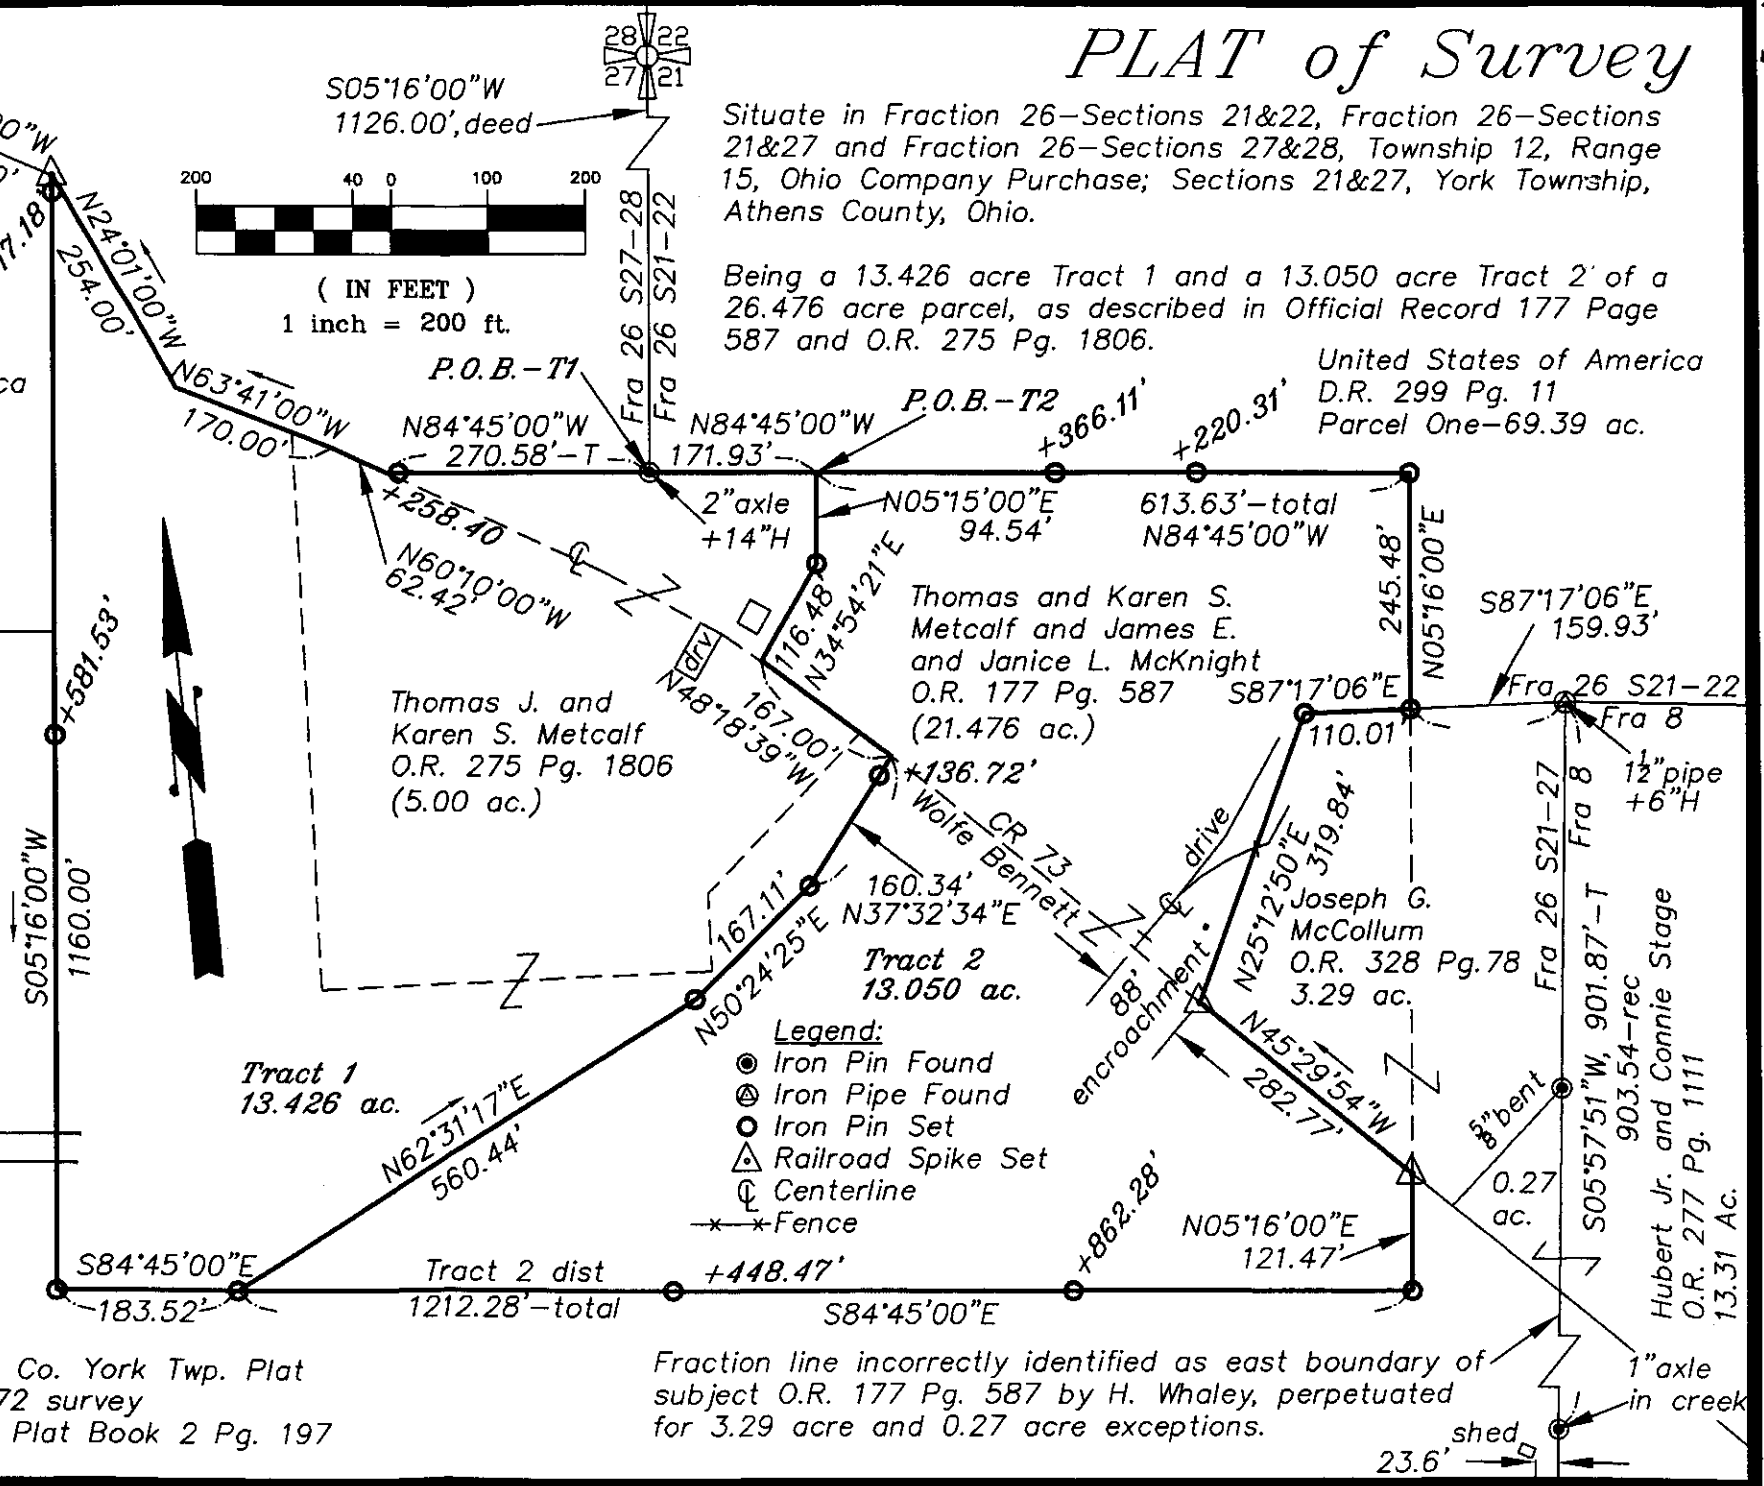 PLAT of Survey
28 22
27 21
S05°16'00"W
1126.00',deed
Situate in Fraction 26-Sections 21&22, Fraction 26-Sections
21&27 and Fraction 26-Sections 27&28, Township 12, Range
15, Ohio Company Purchase; Sections 21&27, York Township,
Athens County, Ohio.
Being a 13.426 acre Tract 1 and a 13.050 acre Tract 2 of a
26.476 acre parcel, as described in Official Record 177 Page
587 and O.R. 275 Pg. 1806.
United States of America
D.R. 299 Pg. 11
Parcel One-69.39 ac.
200 40 0 100 200
( IN FEET )
1 inch = 200 ft.
Fra 26 S27-28
Fra 26 S21-22
00"W
7.18'
N24°01'00"W
254.00'
ca
N63°41'00"W
170.00'
P.O.B.-T1
N84°45'00"W
270.58'-T
N84°45'00"W
171.93'
P.O.B.-T2
+366.11'
+220.31'
+258.40
N60°10'00"W
62.42'
2"axle
+14"H
N05°15'00"E
94.54'
613.63'-total
N84°45'00"W
245.48'
N05°16'00"E
116.48'
N34°54'21"E
drv
N48°18'39"W
167.00'
Thomas and Karen S.
Metcalf and James E.
and Janice L. McKnight
O.R. 177 Pg. 587
(21.476 ac.)
S87°17'06"E
110.01
S87°17'06"E
159.93'
Fra 26 S21-22
Fra 8
1½"pipe
+6"H
+581.53'
Thomas J. and
Karen S. Metcalf
O.R. 275 Pg. 1806
(5.00 ac.)
+136.72'
CR 73
Wolfe Bennett
drive
160.34'
N37°32'34"E
167.11'
N50°24'25"E
Tract 2
13.050 ac.
N25°12'50"E
319.84'
Joseph G.
McCollum
O.R. 328 Pg.78
3.29 ac.
88'
encroachment
N45°29'54"W
282.77'
Fra 26 S21-27
Fra 8
S05°57'51"W, 901.87'-T
903.54-rec
Hubert Jr. and Connie Stage
O.R. 277 Pg. 1111
13.31 Ac.
⅝"bent
0.27
ac.
S05°16'00"W
1160.00'
Tract 1
13.426 ac.
N62°31'17"E
560.44'
Legend:
Iron Pin Found
Iron Pipe Found
Iron Pin Set
Railroad Spike Set
Centerline
Fence
N05°16'00"E
121.47'
S84°45'00"E
183.52'
Tract 2 dist
1212.28'-total
+448.47'
S84°45'00"E
+862.28'
Co. York Twp. Plat
72 survey
Plat Book 2 Pg. 197
Fraction line incorrectly identified as east boundary of
subject O.R. 177 Pg. 587 by H. Whaley, perpetuated
for 3.29 acre and 0.27 acre exceptions.
1"axle
in creek
shed
23.6'